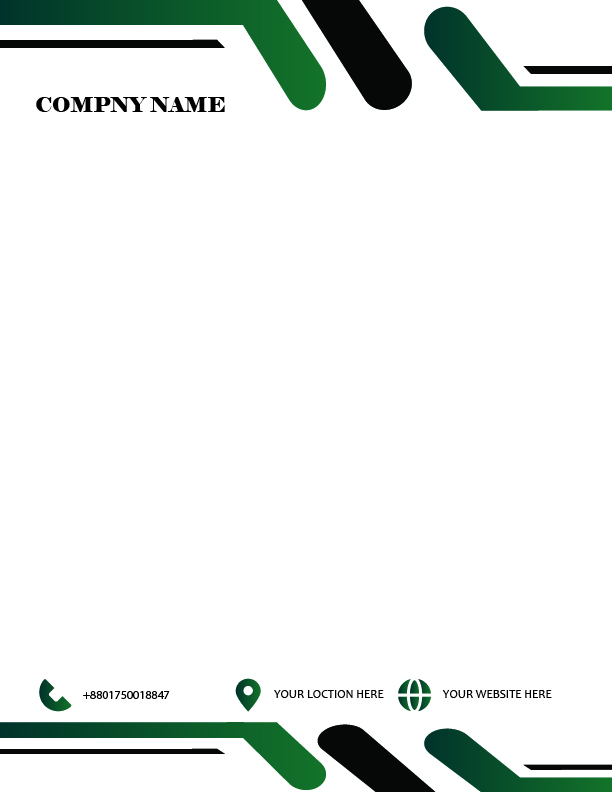 COMPNY NAME
+8801750018847
YOUR LOCTION HERE
YOUR WEBSITE HERE